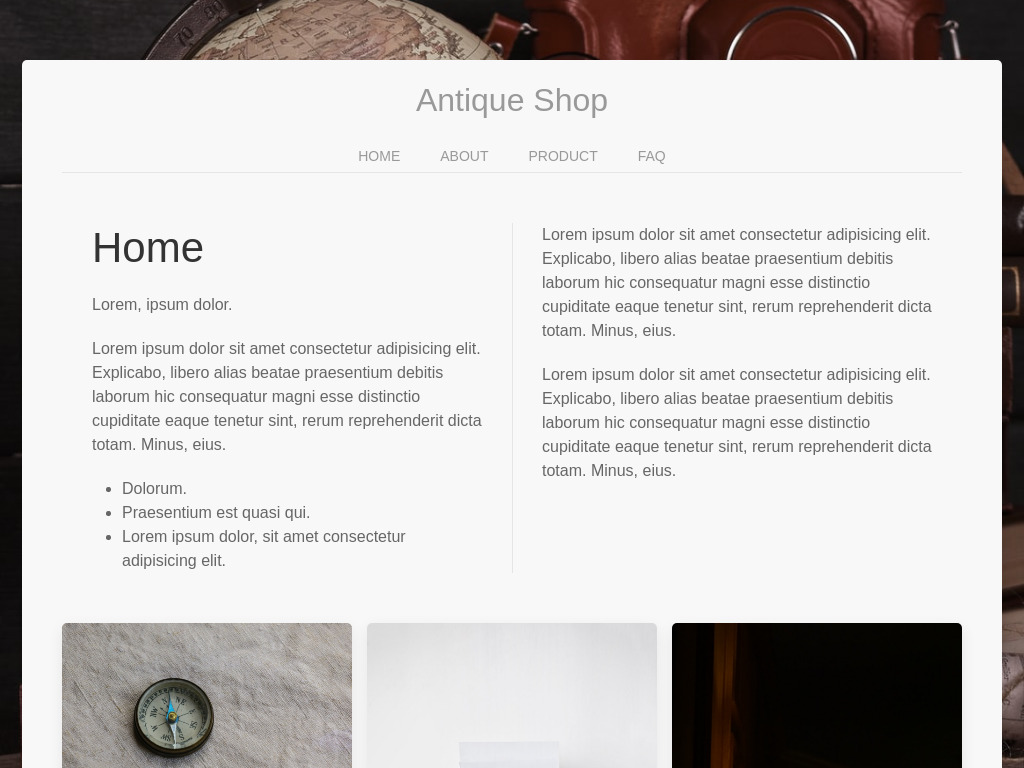 Antique Shop
HOME ABOUT PRODUCT FAQ
Home
Lorem, ipsum dolor.
Lorem ipsum dolor sit amet consectetur adipisicing elit.
Explicabo, libero alias beatae praesentium debitis
laborum hic consequatur magni esse distinctio
cupiditate eaque tenetur sint, rerum reprehenderit dicta
totam. Minus, eius.
• Dolorum.
• Praesentium est quasi qui.
• Lorem ipsum dolor, sit amet consectetur
adipisicing elit.
Lorem ipsum dolor sit amet consectetur adipisicing elit.
Explicabo, libero alias beatae praesentium debitis
laborum hic consequatur magni esse distinctio
cupiditate eaque tenetur sint, rerum reprehenderit dicta
totam. Minus, eius.
Lorem ipsum dolor sit amet consectetur adipisicing elit.
Explicabo, libero alias beatae praesentium debitis
laborum hic consequatur magni esse distinctio
cupiditate eaque tenetur sint, rerum reprehenderit dicta
totam. Minus, eius.